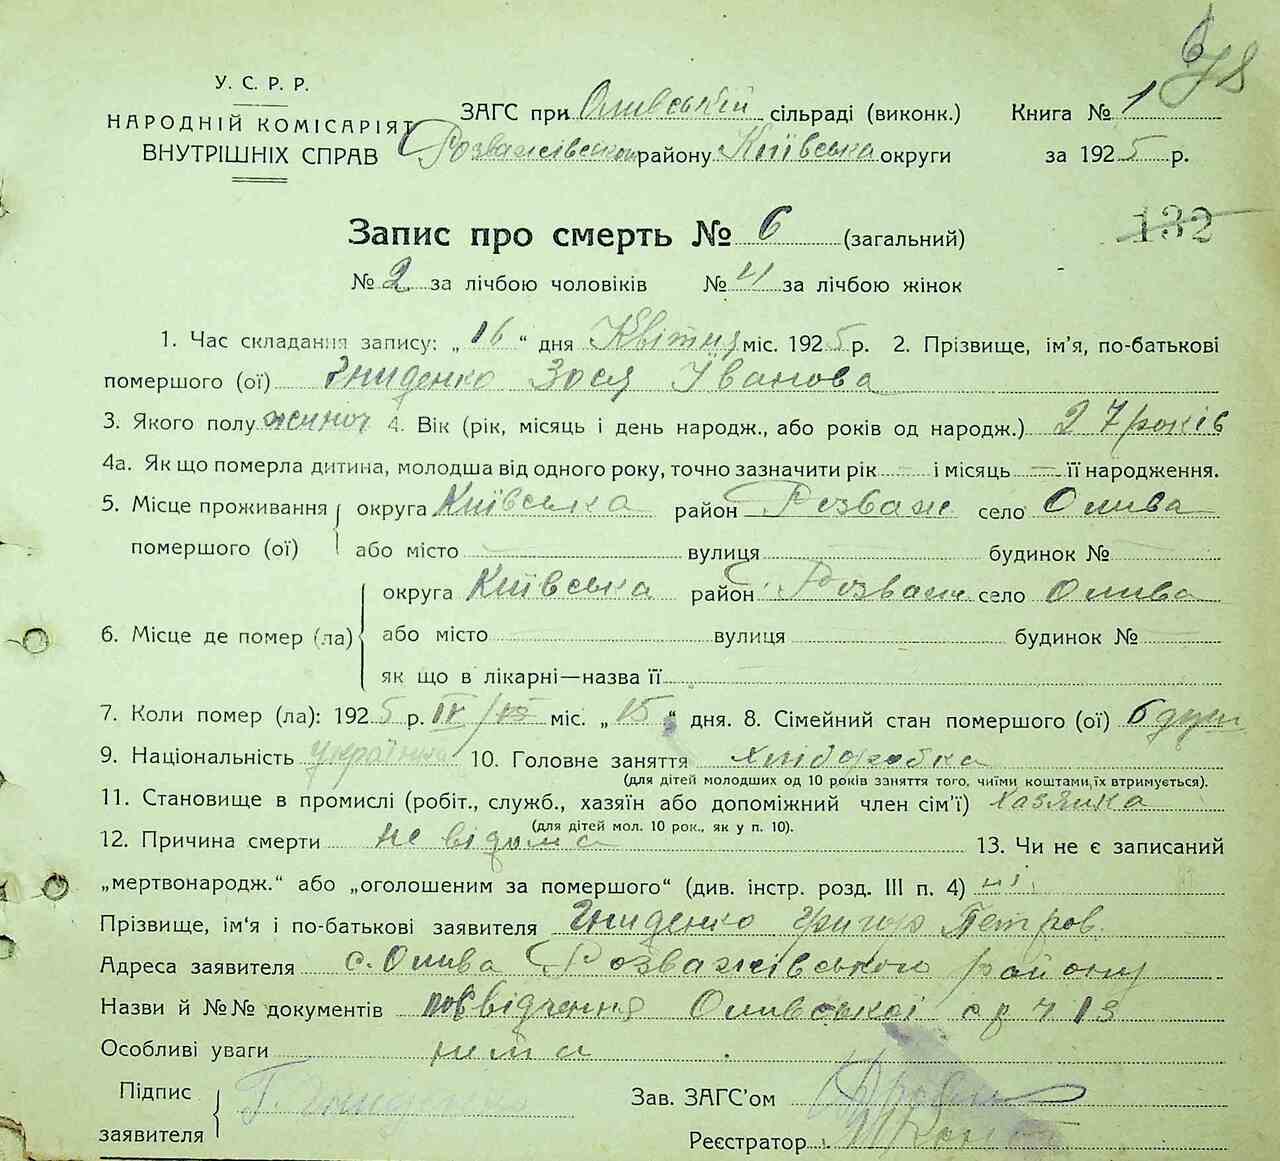 678
У. С. Р. Р.
НАРОДНІЙ КОМІСАРІЯТ
ВНУТРІШНІХ СПРАВ
ЗАГС при Оливській сільраді (виконк.)
Розважівськом району Київська округи
Книга № 1
за 1925 р.
132
Запис про смерть № 6 (загальний)
№ 2 за лічбою чоловіків № 4 за лічбою жінок
1. Час складання запису: „ 16 “ дня Квітня міс. 1925 р. 2. Прізвище, ім’я, по-батькові
помершого (ої) Гниденко Зося Іванова
3. Якого полу жиноч 4. Вік (рік, місяць і день народж., або років од народж.) 27 років
4а. Як що померла дитина, молодша від одного року, точно зазначити рік — і місяць — її народження.
5. Місце проживання помершого (ої) округа Київська район Розваж село Олива
або місто вулиця будинок №
6. Місце де помер (ла) округа Київська район Розваж село Олива
або місто вулиця будинок №
як що в лікарні—назва її
7. Коли помер (ла): 1925 р. IV міс. „ 15 “ дня. 8. Сімейний стан помершого (ої) 6 душ
9. Національність українка 10. Головне заняття хліборобка
(для дітей молодших од 10 років зняття того, чиїми коштами, їх втримується).
11. Становище в промислі (робіт., служб., хазяїн або допоміжний член сім’ї) хазяйка
(для дітей мол. 10 рок., як у п. 10).
12. Причина смерти не відома 13. Чи не є записаний
„мертвонародж.“ або „оголошеним за помершого“ (див. інстр. розд. III п. 4) ні
Прізвище, ім’я і по-батькові заявителя Гниденко Григор Петров.
Адреса заявителя с. Олива Розважівського району
Назви й №№ документів посвідчення Оливської с р ч 13
Особливі уваги нема
Підпис заявителя Г. Гниденко
Зав. ЗАГС’ом
Реєстратор